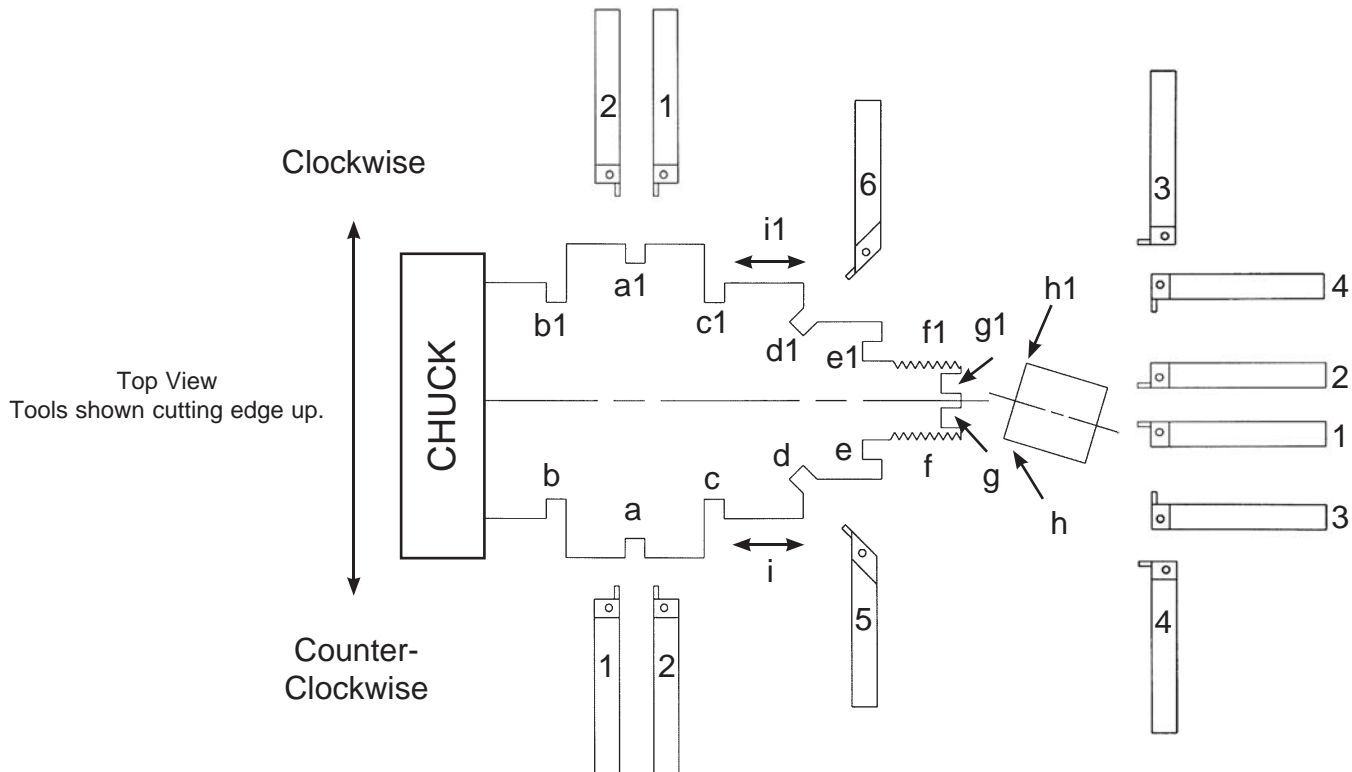 2 1
Clockwise
6
3
i1
4
a1
h1
b1
c1
g1
f1
d1
e1
2
Top View
Tools shown cutting edge up.
CHUCK
1
e
d
b
c
f
g
a
3
h
i
5
4
Counter-
Clockwise
1 2